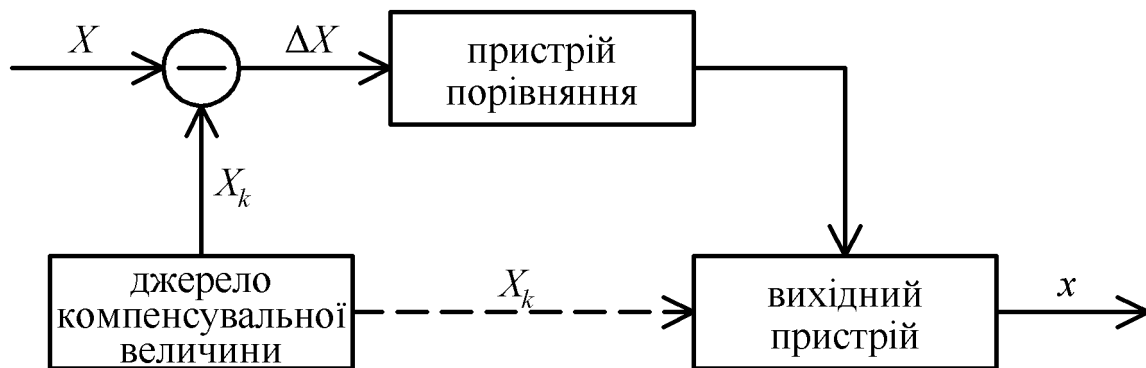 X
ΔX
пристрій
порівняння
X_k
джерело
компенсувальної
величини
X_k
вихідний
пристрій
x